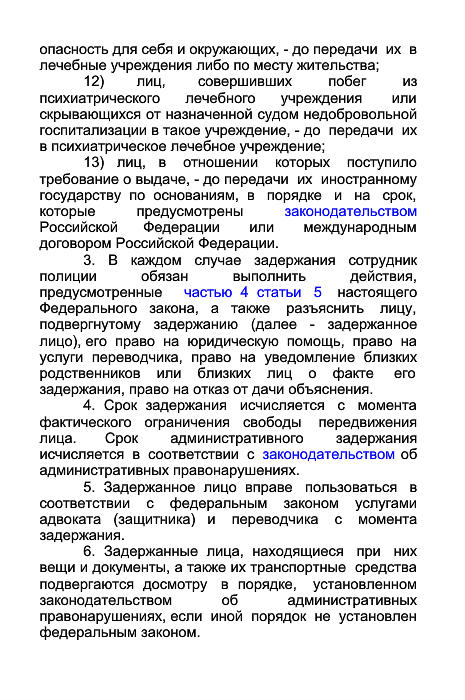 опасность для себя и окружающих, - до передачи их в
лечебные учреждения либо по месту жительства;
12) лиц, совершивших побег из
психиатрического лечебного учреждения или
скрывающихся от назначенной судом недобровольной
госпитализации в такое учреждение, - до передачи их
в психиатрическое лечебное учреждение;
13) лиц, в отношении которых поступило
требование о выдаче, - до передачи их иностранному
государству по основаниям, в порядке и на срок,
которые предусмотрены законодательством
Российской Федерации или международным
договором Российской Федерации.
3. В каждом случае задержания сотрудник
полиции обязан выполнить действия,
предусмотренные частью 4 статьи 5 настоящего
Федерального закона, а также разъяснить лицу,
подвергнутому задержанию (далее - задержанное
лицо), его право на юридическую помощь, право на
услуги переводчика, право на уведомление близких
родственников или близких лиц о факте его
задержания, право на отказ от дачи объяснения.
4. Срок задержания исчисляется с момента
фактического ограничения свободы передвижения
лица. Срок административного задержания
исчисляется в соответствии с законодательством об
административных правонарушениях.
5. Задержанное лицо вправе пользоваться в
соответствии с федеральным законом услугами
адвоката (защитника) и переводчика с момента
задержания.
6. Задержанные лица, находящиеся при них
вещи и документы, а также их транспортные средства
подвергаются досмотру в порядке, установленном
законодательством об административных
правонарушениях, если иной порядок не установлен
федеральным законом.